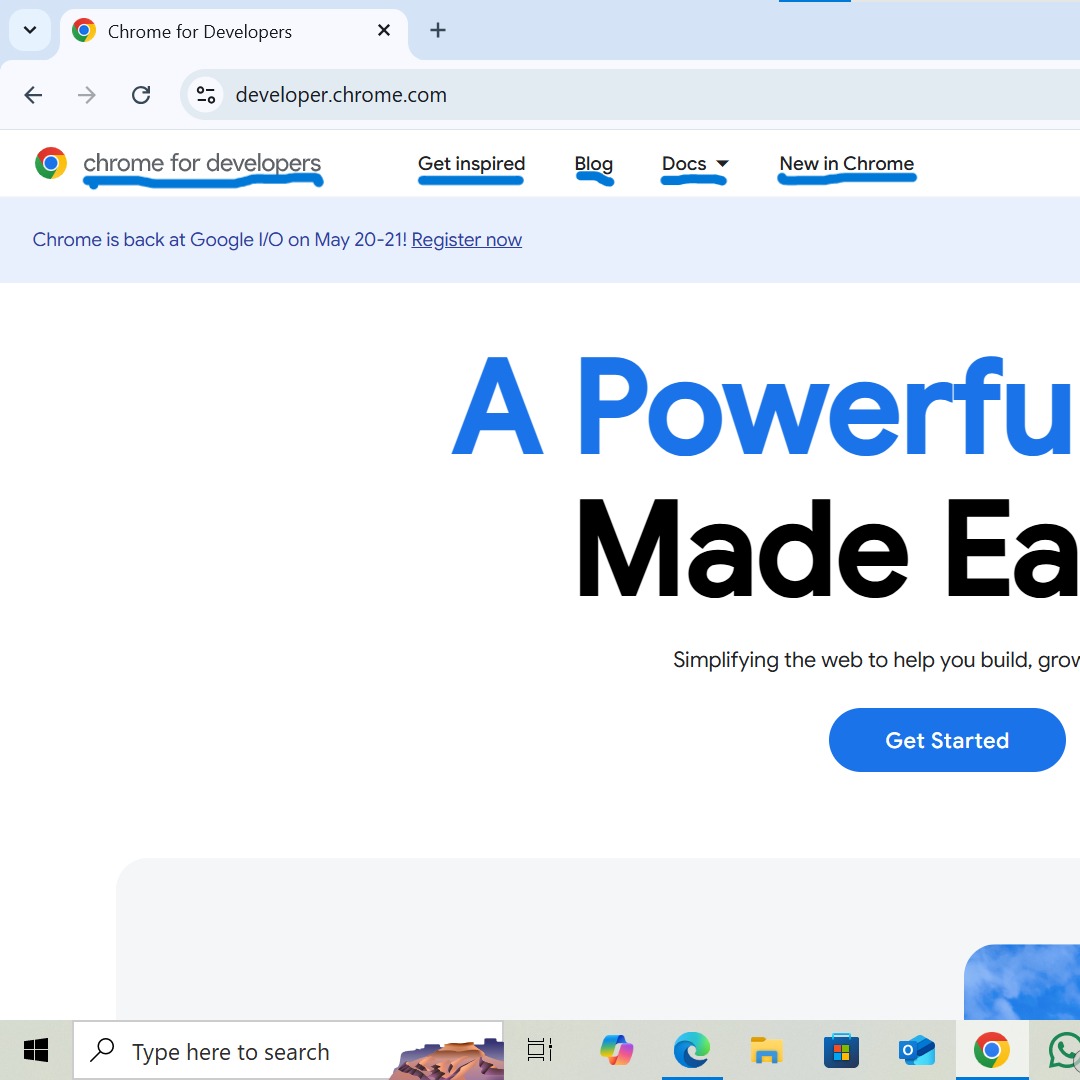 Chrome for Developers
developer.chrome.com
chrome for developers Get inspired Blog Docs New in Chrome
Chrome is back at Google I/O on May 20-21! Register now
A Powerfu
Made Ea
Simplifying the web to help you build, grow
Get Started
Type here to search